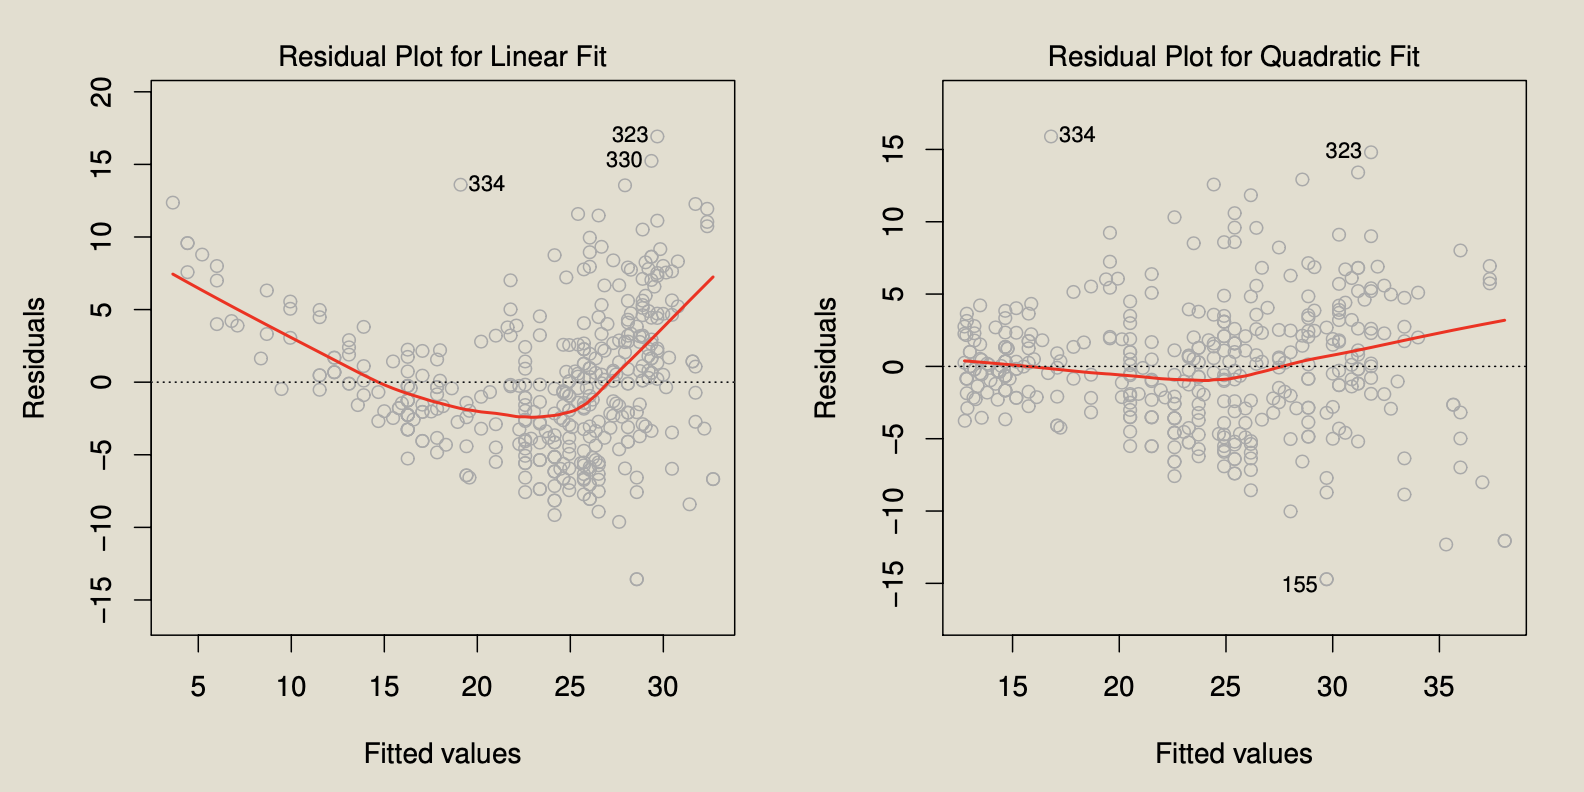 Residual Plot for Linear Fit
20
15
10
5
0
−5
−10
−15
Residuals
323
330
334
5 10 15 20 25 30
Fitted values
Residual Plot for Quadratic Fit
15
10
5
0
−5
−10
−15
Residuals
334
323
155
15 20 25 30 35
Fitted values